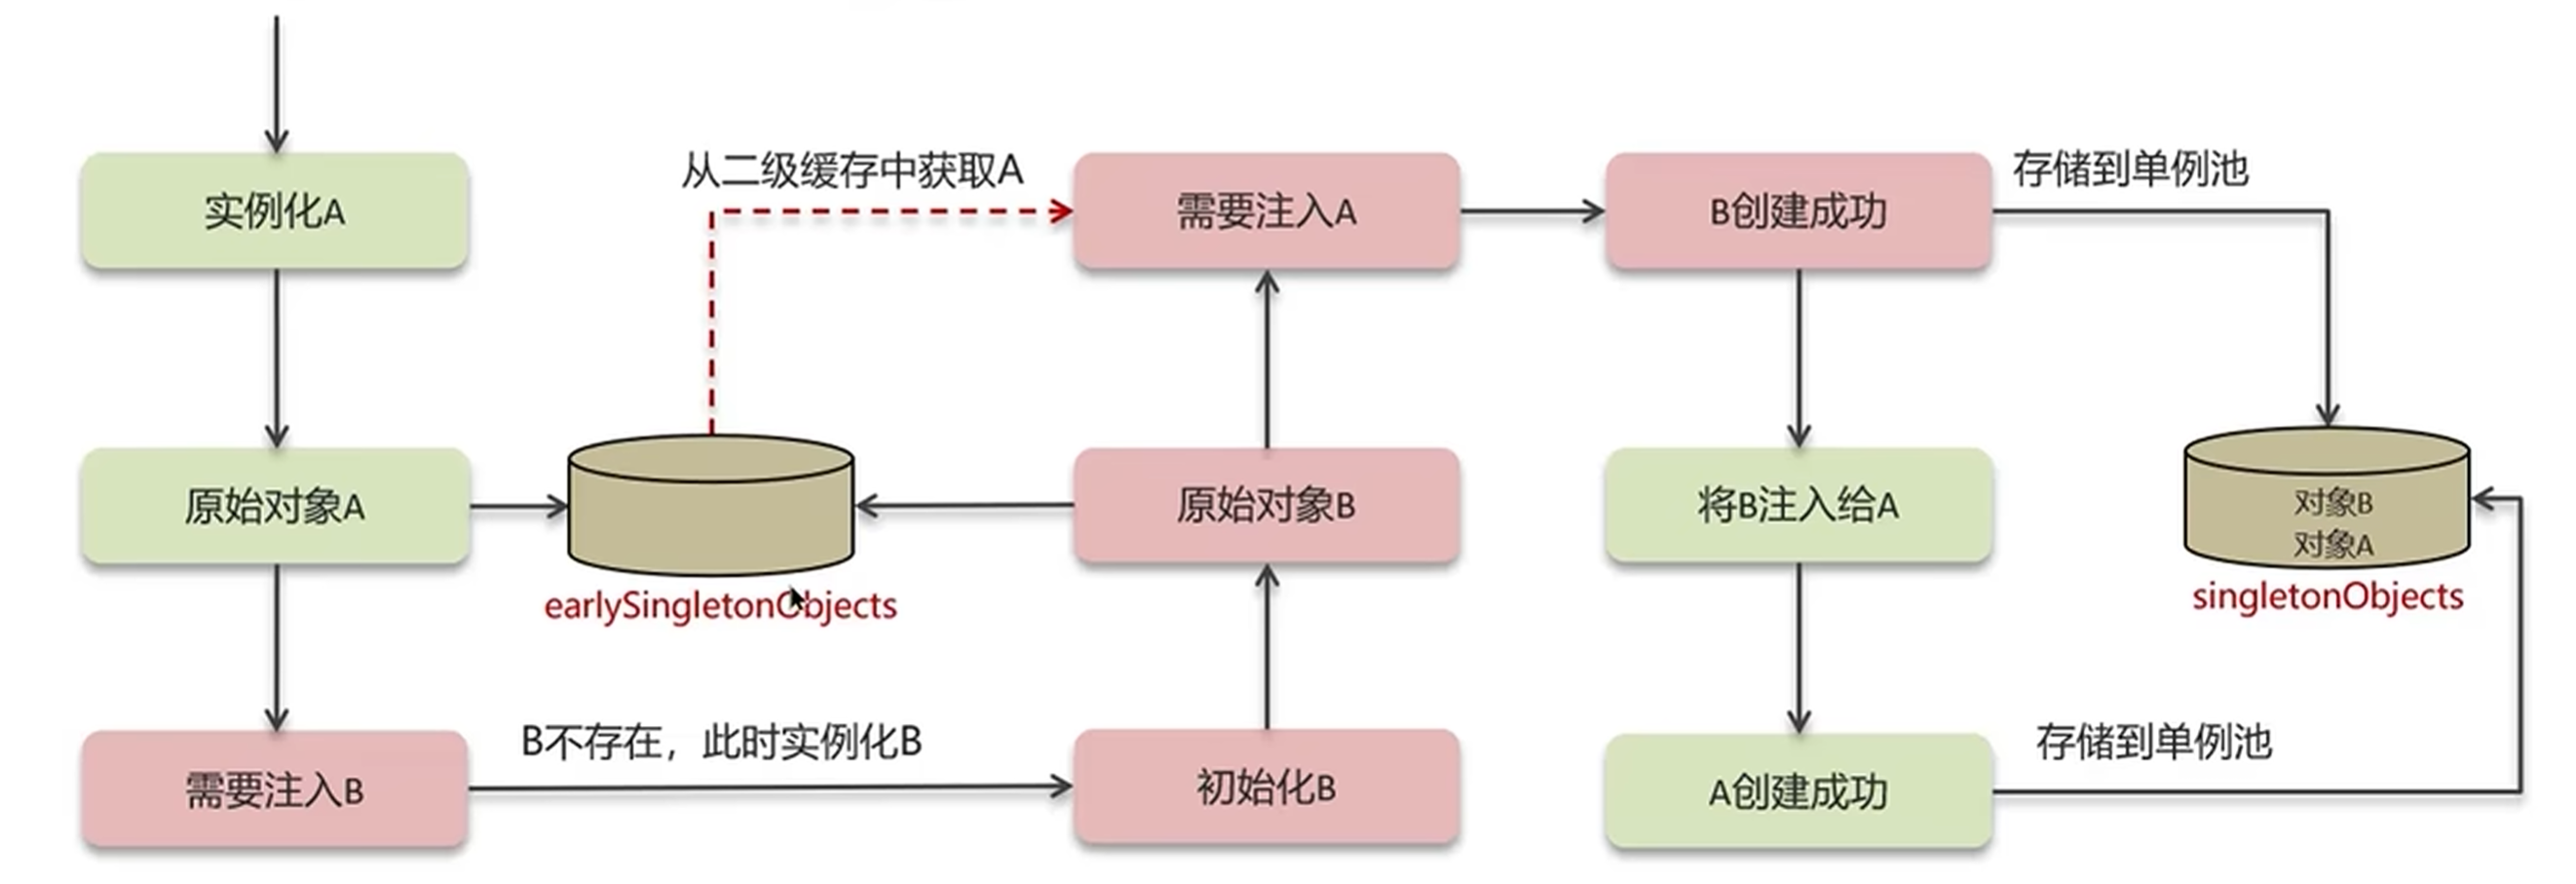 从二级缓存中获取A
存储到单例池
实例化A
需要注入A
B创建成功
原始对象A
原始对象B
将B注入给A
对象B
对象A
earlySingletonObjects
singletonObjects
B不存在，此时实例化B
存储到单例池
需要注入B
初始化B
A创建成功